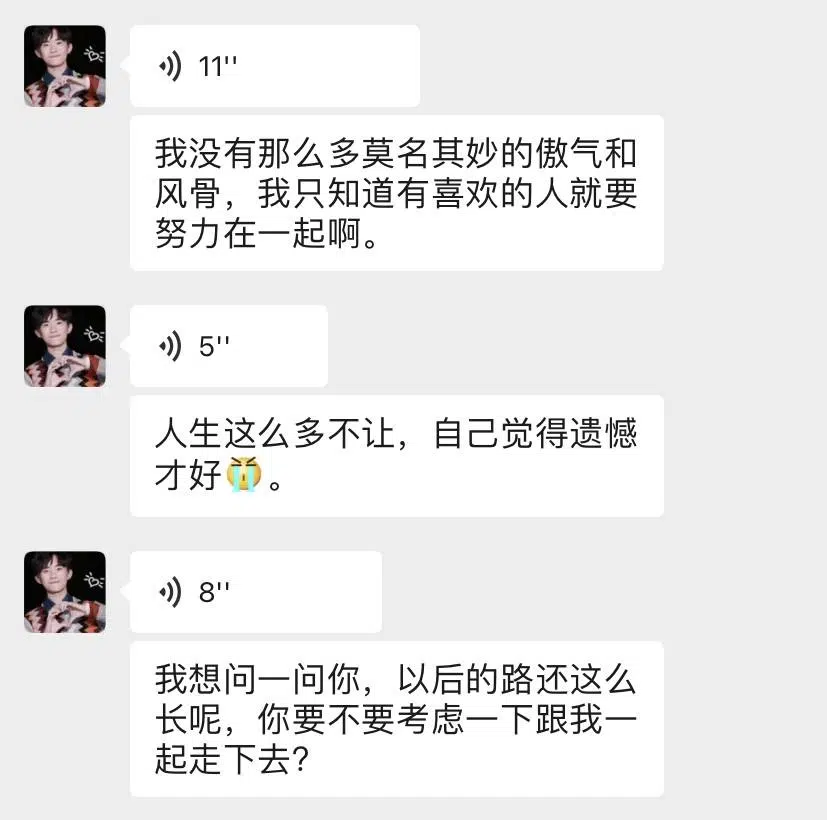 11''
我没有那么多莫名其妙的傲气和
风骨，我只知道有喜欢的人就要
努力在一起啊。
5''
人生这么多不让，自己觉得遗憾
才好😭。
8''
我想问一问你，以后的路还这么
长呢，你要不要考虑一下跟我一
起走下去?